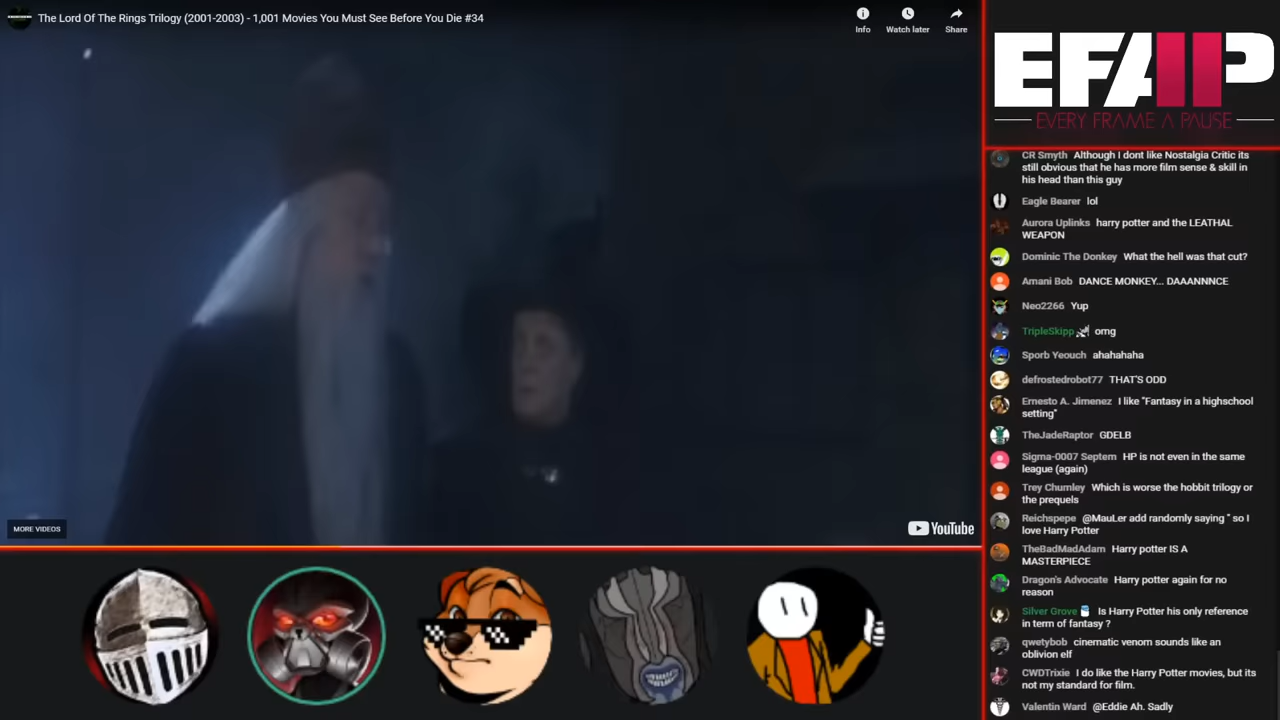 The Lord Of The Rings Trilogy (2001-2003) - 1,001 Movies You Must See Before You Die #34
Info
Watch later
Share
MORE VIDEOS
YouTube
EFAP
EVERY FRAME A PAUSE
CR Smyth Although I dont like Nostalgia Critic its
still obvious that he has more film sense & skill in
his head than this guy
Eagle Bearer lol
Aurora Uplinks harry potter and the LEATHAL
WEAPON
Dominic The Donkey What the hell was that cut?
Amani Bob DANCE MONKEY... DAAANNNCE
Neo2266 Yup
TripleSkipp omg
Sporb Yeouch ahahahaha
defrostedrobot77 THAT'S ODD
Ernesto A. Jimenez I like "Fantasy in a highschool
setting"
TheJadeRaptor GDELB
Sigma-0007 Septem HP is not even in the same
league (again)
Trey Chumley Which is worse the hobbit trilogy or
the prequels
Reichspepe @MauLer add randomly saying " so I
love Harry Potter
TheBadMadAdam Harry potter IS A
MASTERPIECE
Dragon's Advocate Harry potter again for no
reason
Silver Grove Is Harry Potter his only reference
in term of fantasy ?
qwetybob cinematic venom sounds like an
oblivion elf
CWDTrixie I do like the Harry Potter movies, but its
not my standard for film.
Valentin Ward @Eddie Ah. Sadly